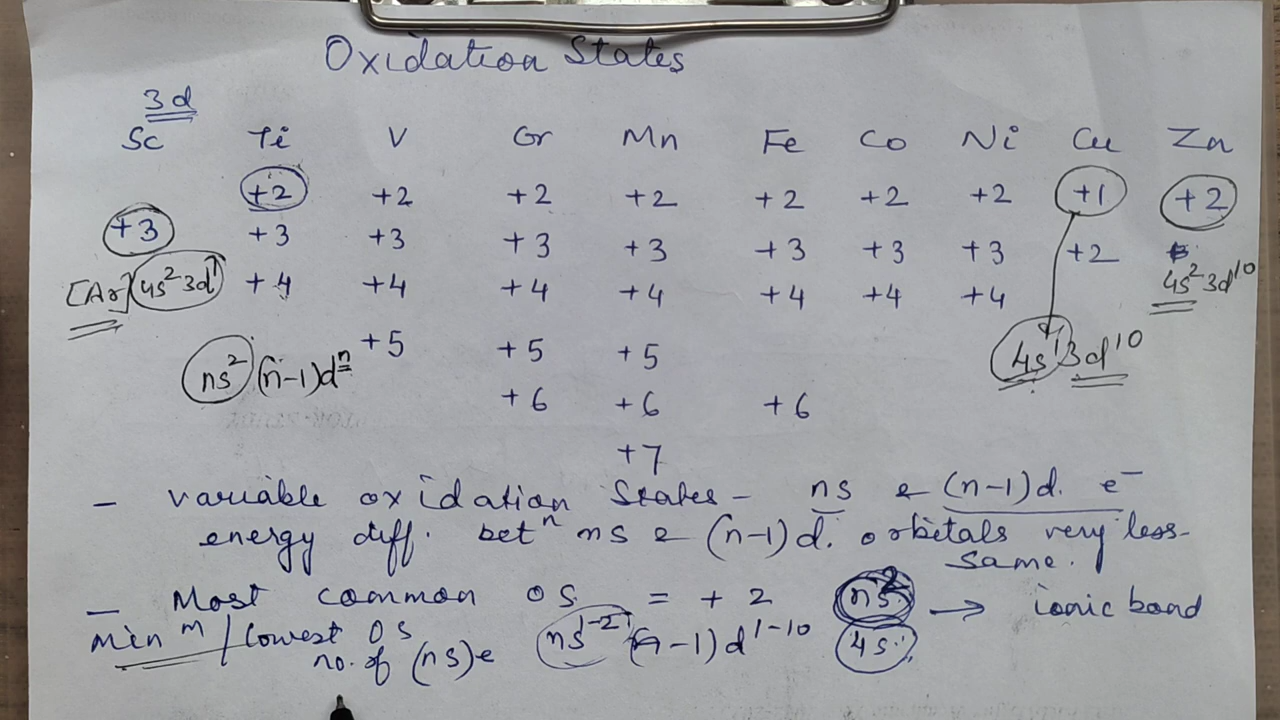 Oxidation States
3d
Sc Ti V Cr Mn Fe Co Ni Cu Zn
+2 +2 +2 +2 +2 +2 +2 +1 +2
+3 +3 +3 +3 +3 +3 +3 +3 +2
[Ar] 4s² 3d¹ +4 +4 +4 +4 +4 +4 +4 4s² 3d¹⁰
+5 +5 +5 4s¹ 3d¹⁰
ns² (n-1)dⁿ
+6 +6 +6
+7
- variable oxidation States - ns & (n-1)d. e⁻
energy diff. betⁿ ns & (n-1)d. orbitals very less-
same.
- Most common OS = +2 ns² → ionic bond
minᵐ / lowest OS ns¹⁻² (n-1)d¹⁻¹⁰ 4s
no. of (ns)e